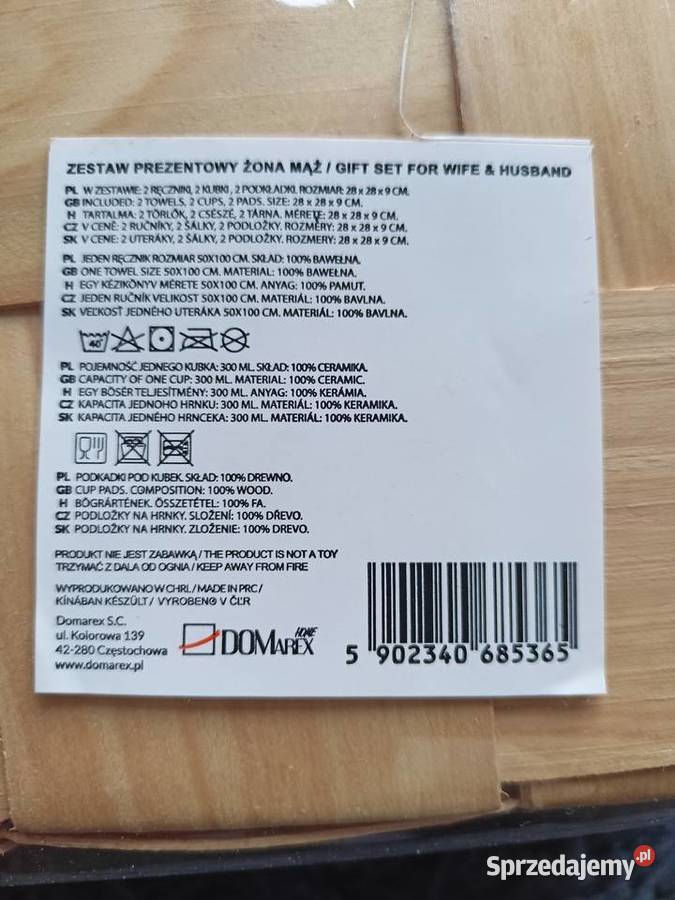 ZESTAW PREZENTOWY ŻONA MĄŻ / GIFT SET FOR WIFE & HUSBAND
PL W ZESTAWIE: 2 RĘCZNIKI, 2 KUBKI, 2 PODKŁADKI. ROZMIAR: 28 x 28 x 9 CM.
GB INCLUDED: 2 TOWELS, 2 CUPS, 2 PADS. SIZE: 28 x 28 x 9 CM.
H TARTALMA: 2 TÖRLŐK, 2 CSÉSZÉ, 2 TÁRNA. MÉRETE: 28 x 28 x 9 CM.
CZ V CENĚ: 2 RUČNÍKY, 2 ŠÁLKY, 2 PODLOŽKY. ROZMĚRY: 28 x 28 x 9 CM.
SK V CENE: 2 UTERÁKY, 2 ŠÁLKY, 2 PODLOŽKY. ROZMERY: 28 x 28 x 9 CM.
PL JEDEN RĘCZNIK ROZMIAR 50X100 CM. SKŁAD: 100% BAWEŁNA.
GB ONE TOWEL SIZE 50X100 CM. MATERIAL: 100% BAWEŁNA.
H EGY KÉZIKÖNYV MÉRETE 50X100 CM. ANYAG: 100% PAMUT.
CZ JEDEN RUČNÍK VELIKOST 50X100 CM. MATERIÁL: 100% BAVLNA.
SK VEĽKOSŤ JEDNÉHO UTERÁKA 50X100 CM. MATERIÁL: 100% BAVLNA.
40°
PL POJEMNOŚĆ JEDNEGO KUBKA: 300 ML. SKŁAD: 100% CERAMIKA.
GB CAPACITY OF ONE CUP: 300 ML. MATERIAL: 100% CERAMIC.
H EGY BÖSÉR TELJESÍTMÉNY: 300 ML. ANYAG: 100% KERÁMIA.
CZ KAPACITA JEDNOHO HRNKU: 300 ML. MATERIÁL: 100% KERAMIKA.
SK KAPACITA JEDNÉHO HRNCEKA: 300 ML. MATERIÁL: 100% KERAMIKA.
PL PODKADKI POD KUBEK. SKŁAD: 100% DREWNO.
GB CUP PADS. COMPOSITION: 100% WOOD.
H BÖGRÁRTÉNEK. ÖSSZETÉTEL: 100% FA.
CZ PODLOŽKY NA HRNKY. SLOŽENÍ: 100% DŘEVO.
SK PODLOŽKY NA HRNKY. ZLOŽENIE: 100% DREVO.
PRODUKT NIE JEST ZABAWKĄ / THE PRODUCT IS NOT A TOY
TRZYMAĆ Z DALA OD OGNIA / KEEP AWAY FROM FIRE
WYPRODUKOWANO W CHRL / MADE IN PRC /
KÍNÁBAN KÉSZÜLT / VYROBENO V ČĽR
Domarex S.C.
ul. Kolorowa 139
42-280 Częstochowa
www.domarex.pl
DOMAREX HOME
5 902340 685365
Sprzedajemy.pl